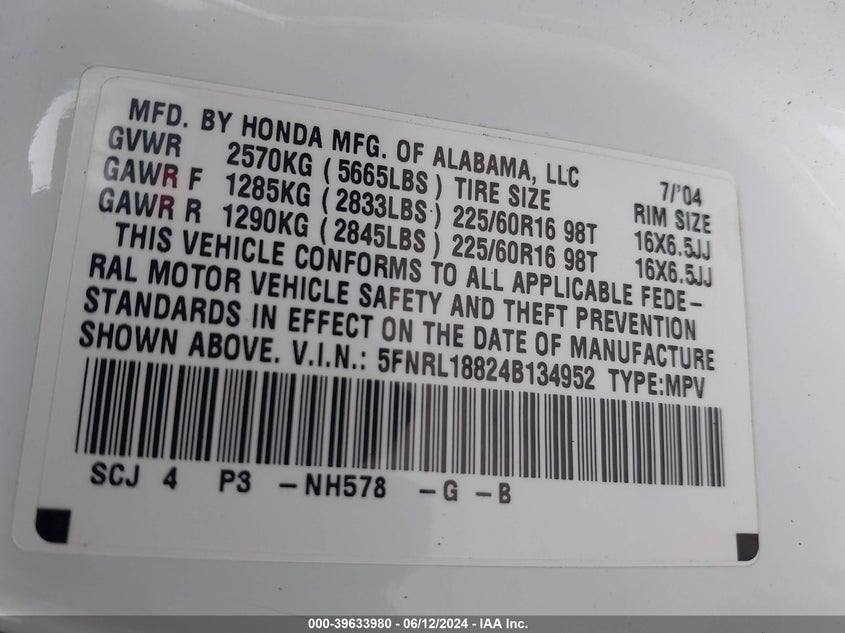 MFD. BY HONDA MFG. OF ALABAMA, LLC 7/'04
GVWR 2570KG ( 5665LBS ) TIRE SIZE RIM SIZE
GAWR F 1285KG ( 2833LBS ) 225/60R16 98T 16X6.5JJ
GAWR R 1290KG ( 2845LBS ) 225/60R16 98T 16X6.5JJ
THIS VEHICLE CONFORMS TO ALL APPLICABLE FEDE-
RAL MOTOR VEHICLE SAFETY AND THEFT PREVENTION
STANDARDS IN EFFECT ON THE DATE OF MANUFACTURE
SHOWN ABOVE. V.I.N.: 5FNRL18824B134952 TYPE:MPV
SCJ 4 P3 -NH578 -G -B
000-39633980 - 06/12/2024 - IAA Inc.